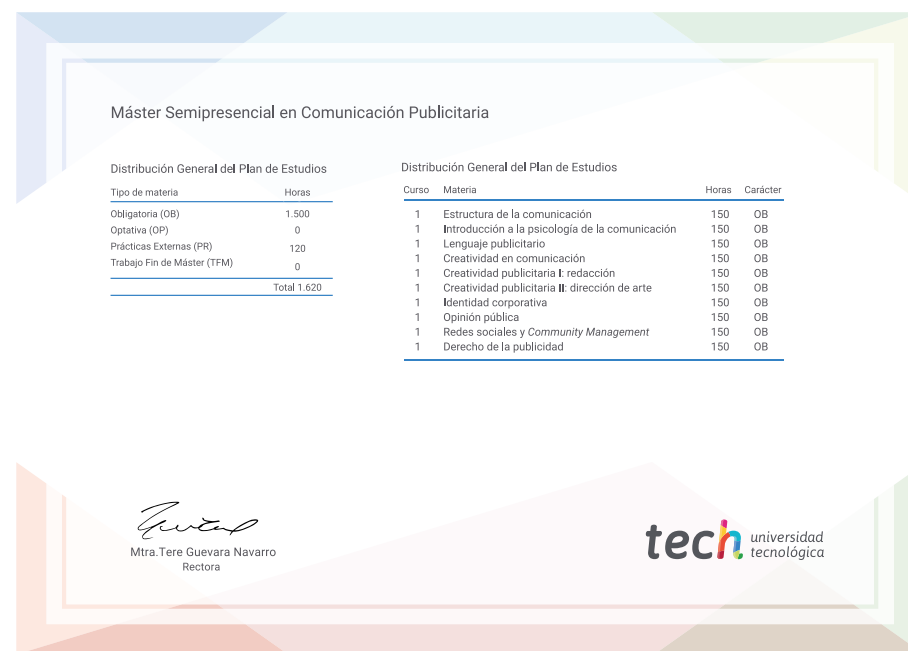 Máster Semipresencial en Comunicación Publicitaria
Distribución General del Plan de Estudios
Tipo de materia Horas
Obligatoria (OB) 1.500
Optativa (OP) 0
Prácticas Externas (PR) 120
Trabajo Fin de Máster (TFM) 0
Total 1.620
Distribución General del Plan de Estudios
Curso Materia Horas Carácter
1 Estructura de la comunicación 150 OB
1 Introducción a la psicología de la comunicación 150 OB
1 Lenguaje publicitario 150 OB
1 Creatividad en comunicación 150 OB
1 Creatividad publicitaria I: redacción 150 OB
1 Creatividad publicitaria II: dirección de arte 150 OB
1 Identidad corporativa 150 OB
1 Opinión pública 150 OB
1 Redes sociales y Community Management 150 OB
1 Derecho de la publicidad 150 OB
Mtra.Tere Guevara Navarro
Rectora
tech universidad
tecnológica